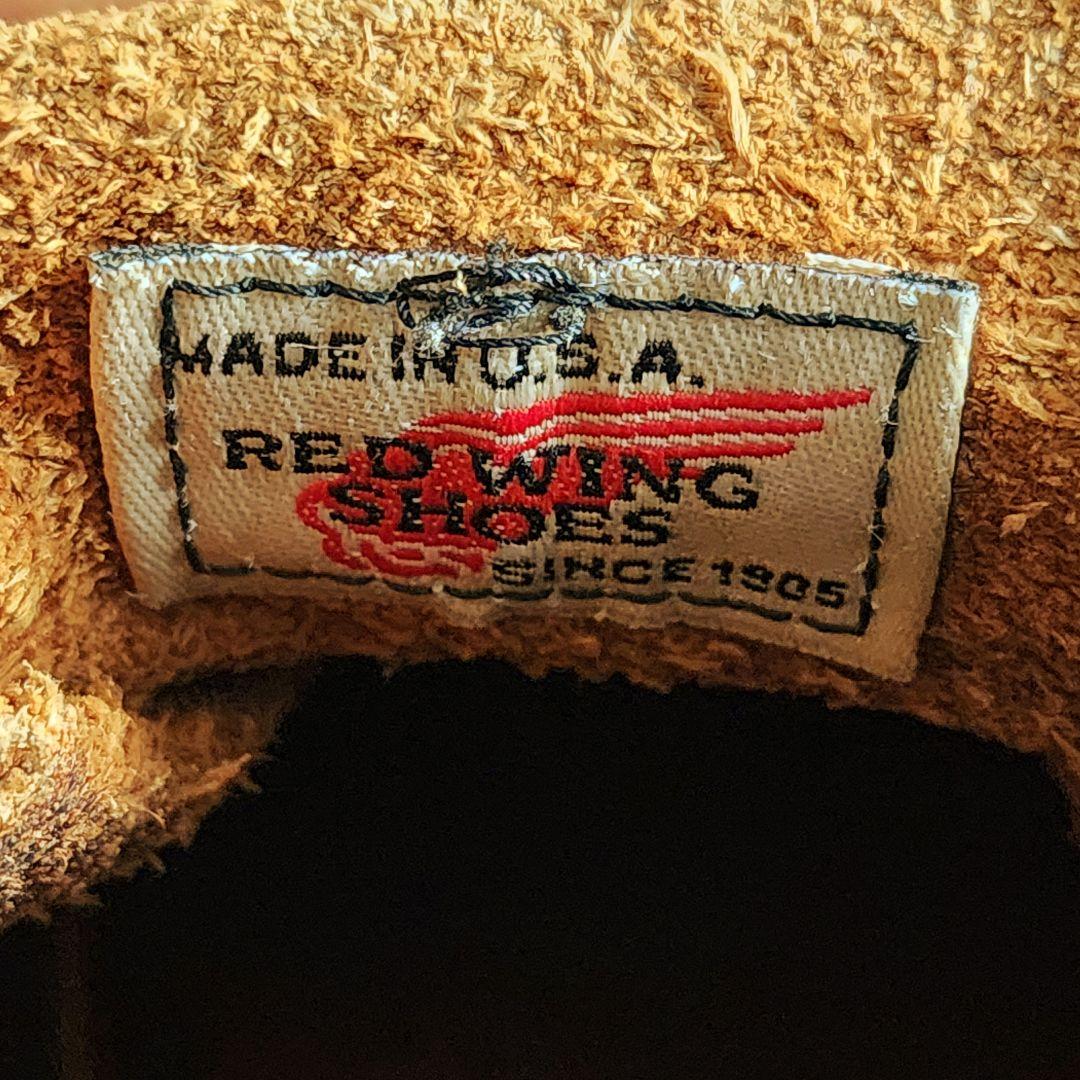 MADE IN U.S.A.
RED WING
SHOES
SINCE 1905